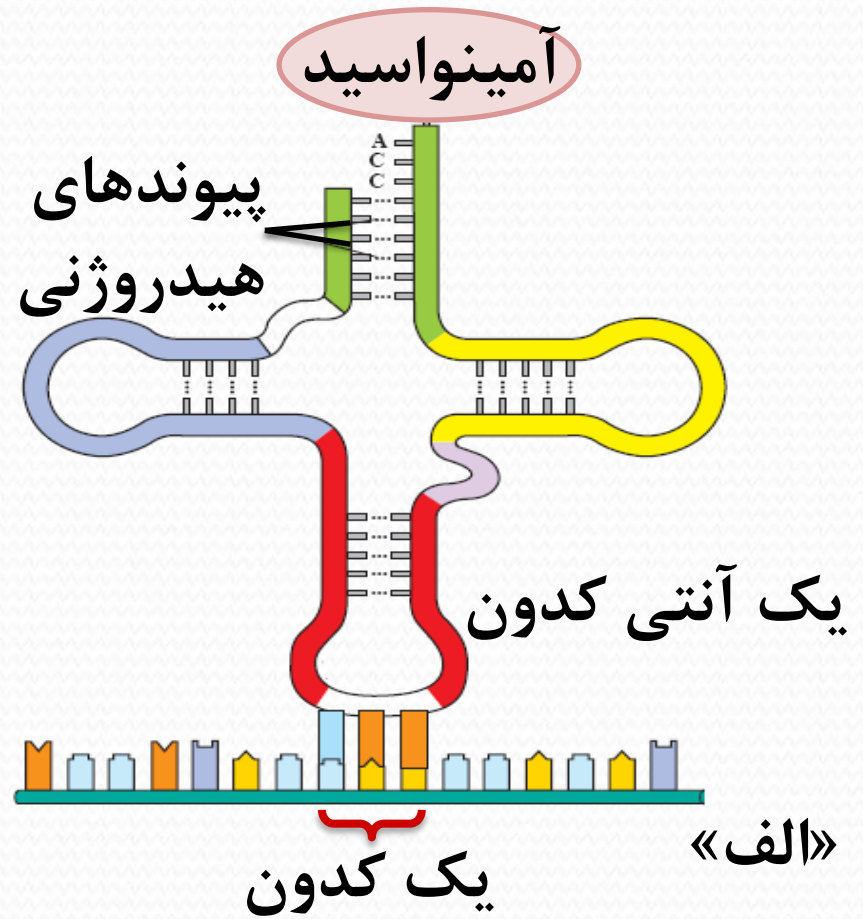 آمینواسید
A
C
C
پیوندهای
هیدروژنی
یک آنتی کدون
«الف»
یک کدون